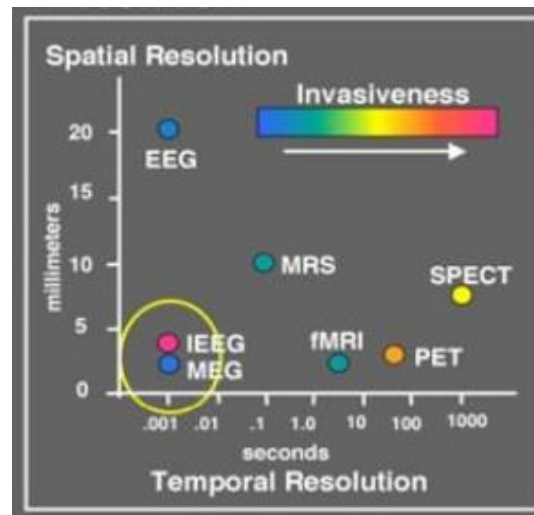 Spatial Resolution
Invasiveness
millimeters
20
15
10
5
0
EEG
MRS
SPECT
IEEG
MEG
fMRI
PET
.001 .01 .1 1.0 10 100 1000
seconds
Temporal Resolution